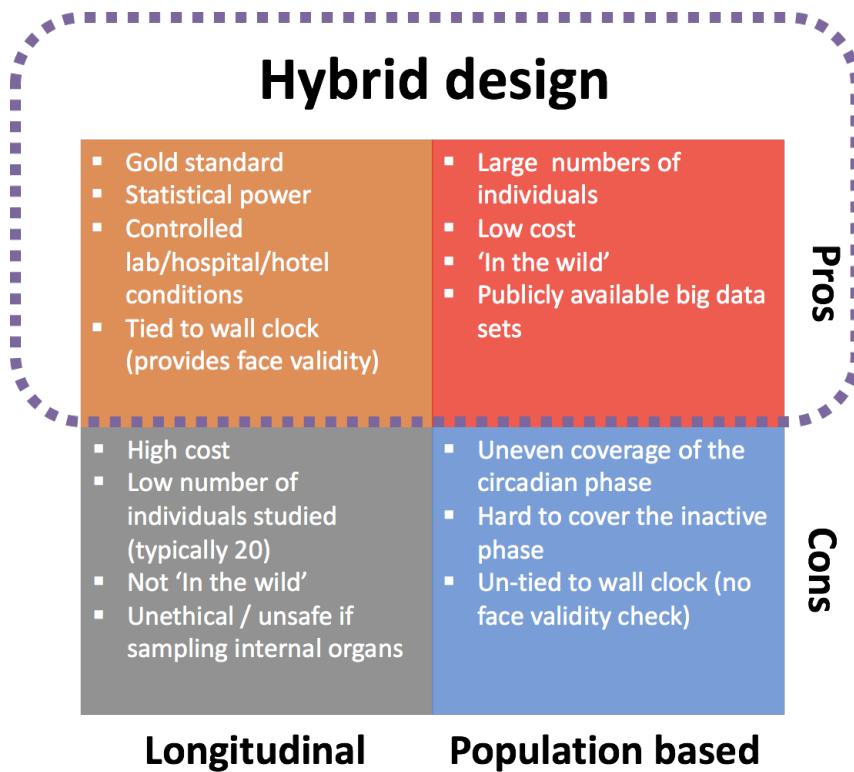 Hybrid design
▪ Gold standard
▪ Statistical power
▪ Controlled
lab/hospital/hotel
conditions
▪ Tied to wall clock
(provides face validity)
▪ Large numbers of
individuals
▪ Low cost
▪ ‘In the wild’
▪ Publicly available big data
sets
Pros
▪ High cost
▪ Low number of
individuals studied
(typically 20)
▪ Not ‘In the wild’
▪ Unethical / unsafe if
sampling internal organs
▪ Uneven coverage of the
circadian phase
▪ Hard to cover the inactive
phase
▪ Un-tied to wall clock (no
face validity check)
Cons
Longitudinal
Population based